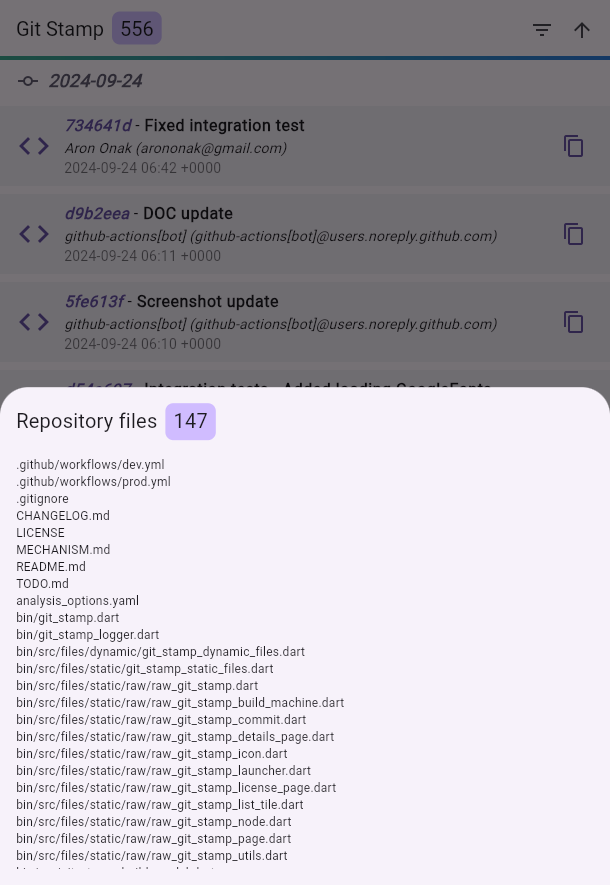 Git Stamp 556
2024-09-24
734641d - Fixed integration test
Aron Onak (arononak@gmail.com)
2024-09-24 06:42 +0000
d9b2eea - DOC update
github-actions[bot] (github-actions[bot]@users.noreply.github.com)
2024-09-24 06:11 +0000
5fe613f - Screenshot update
github-actions[bot] (github-actions[bot]@users.noreply.github.com)
2024-09-24 06:10 +0000
Repository files 147
.github/workflows/dev.yml
.github/workflows/prod.yml
.gitignore
CHANGELOG.md
LICENSE
MECHANISM.md
README.md
TODO.md
analysis_options.yaml
bin/git_stamp.dart
bin/git_stamp_logger.dart
bin/src/files/dynamic/git_stamp_dynamic_files.dart
bin/src/files/static/git_stamp_static_files.dart
bin/src/files/static/raw/raw_git_stamp.dart
bin/src/files/static/raw/raw_git_stamp_build_machine.dart
bin/src/files/static/raw/raw_git_stamp_commit.dart
bin/src/files/static/raw/raw_git_stamp_details_page.dart
bin/src/files/static/raw/raw_git_stamp_icon.dart
bin/src/files/static/raw/raw_git_stamp_launcher.dart
bin/src/files/static/raw/raw_git_stamp_license_page.dart
bin/src/files/static/raw/raw_git_stamp_list_tile.dart
bin/src/files/static/raw/raw_git_stamp_node.dart
bin/src/files/static/raw/raw_git_stamp_page.dart
bin/src/files/static/raw/raw_git_stamp_utils.dart